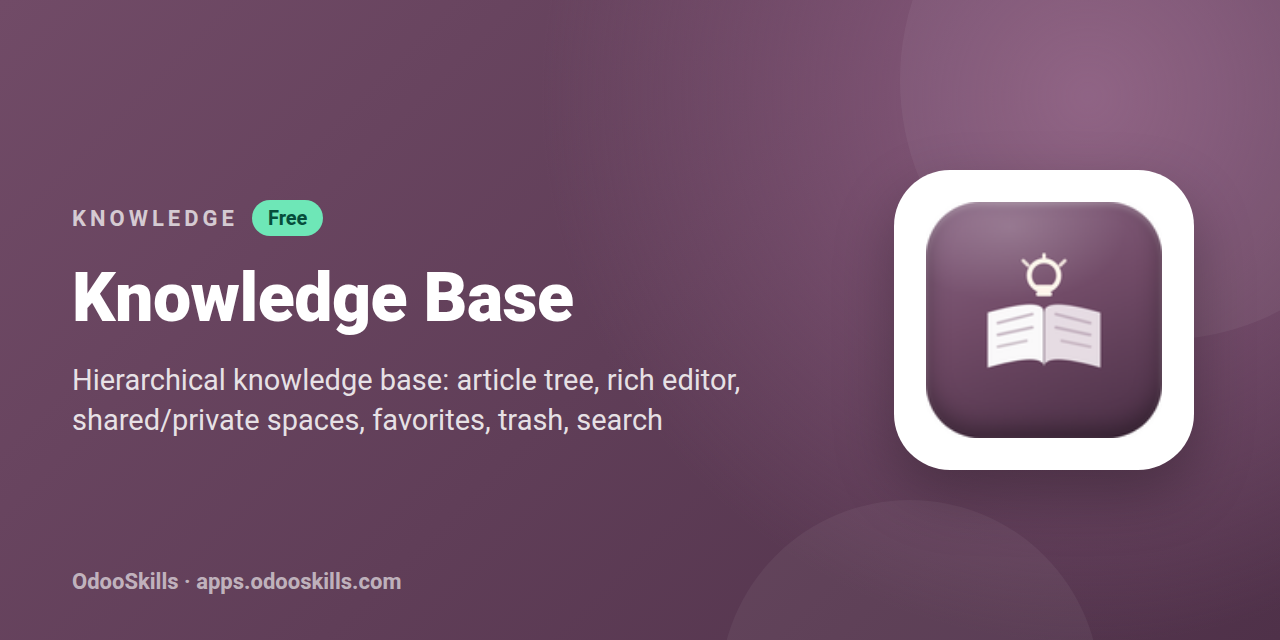 KNOWLEDGE Free
Knowledge Base
Hierarchical knowledge base: article tree, rich editor,
shared/private spaces, favorites, trash, search
OdooSkills · apps.odooskills.com